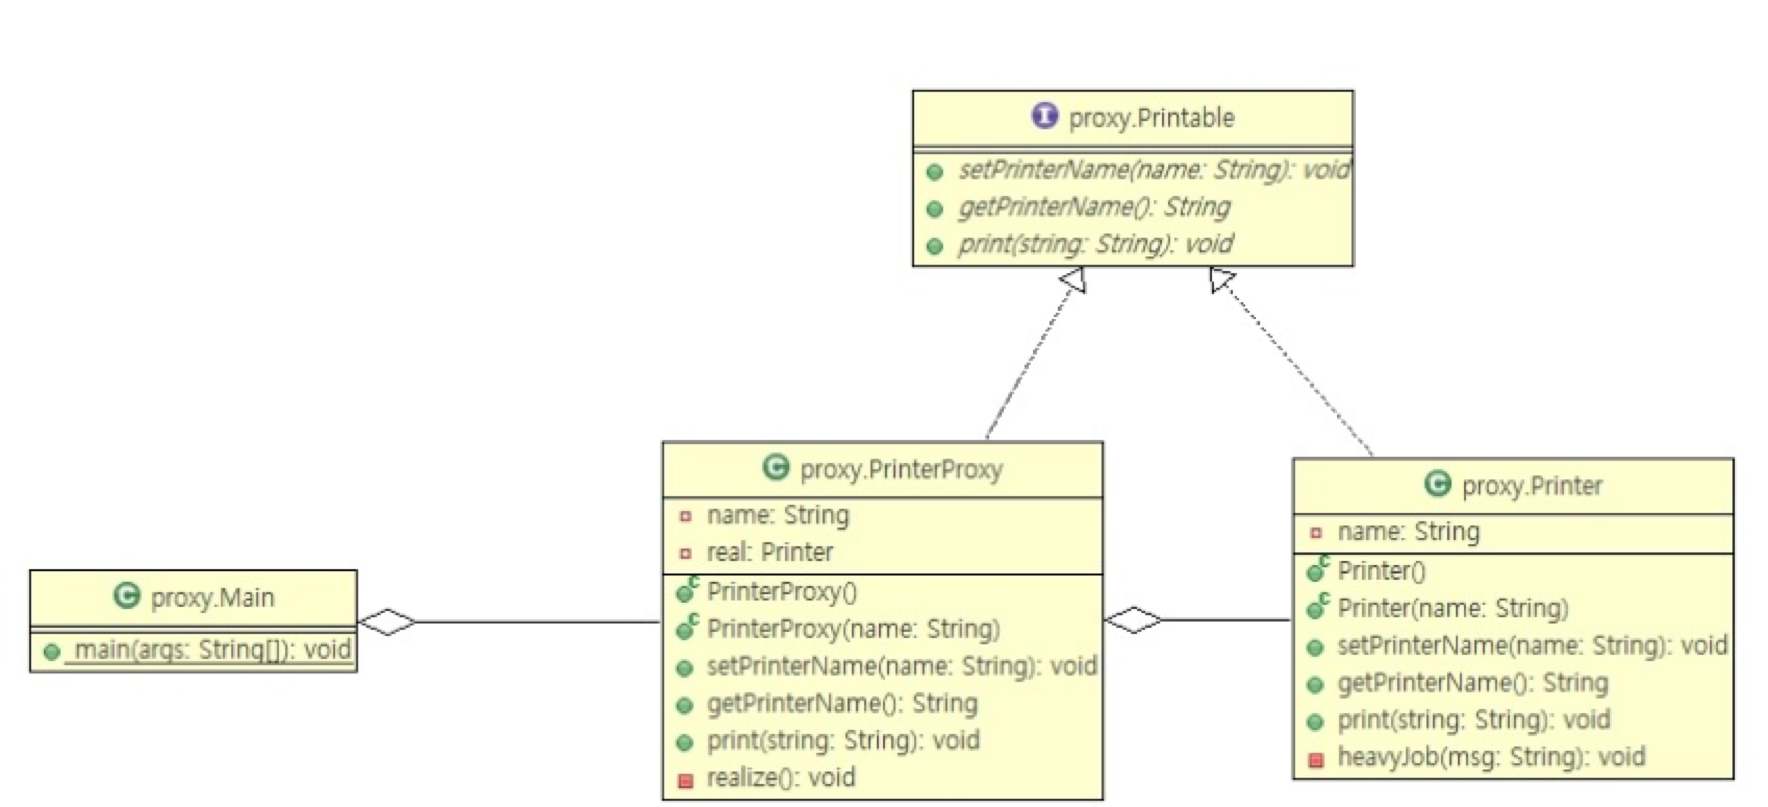 I proxy.Printable
setPrinterName(name: String): void
getPrinterName(): String
print(string: String): void
C proxy.PrinterProxy
name: String
real: Printer
C PrinterProxy()
C PrinterProxy(name: String)
setPrinterName(name: String): void
getPrinterName(): String
print(string: String): void
realize(): void
C proxy.Printer
name: String
C Printer()
C Printer(name: String)
setPrinterName(name: String): void
getPrinterName(): String
print(string: String): void
heavyJob(msg: String): void
C proxy.Main
main(args: String[]): void